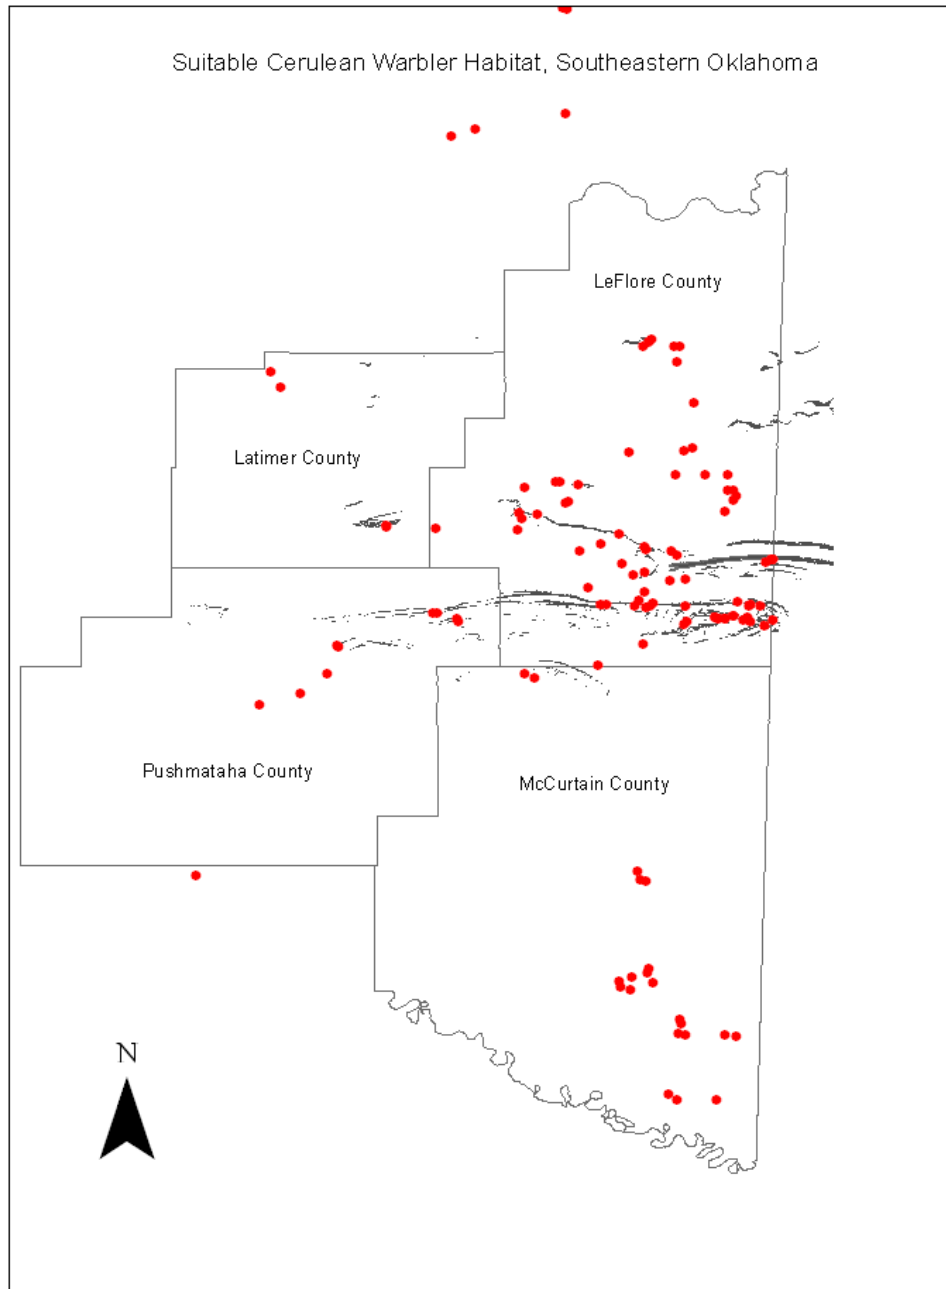 Suitable Cerulean Warbler Habitat, Southeastern Oklahoma
LeFlore County
Latimer County
Pushmataha County
McCurtain County
N